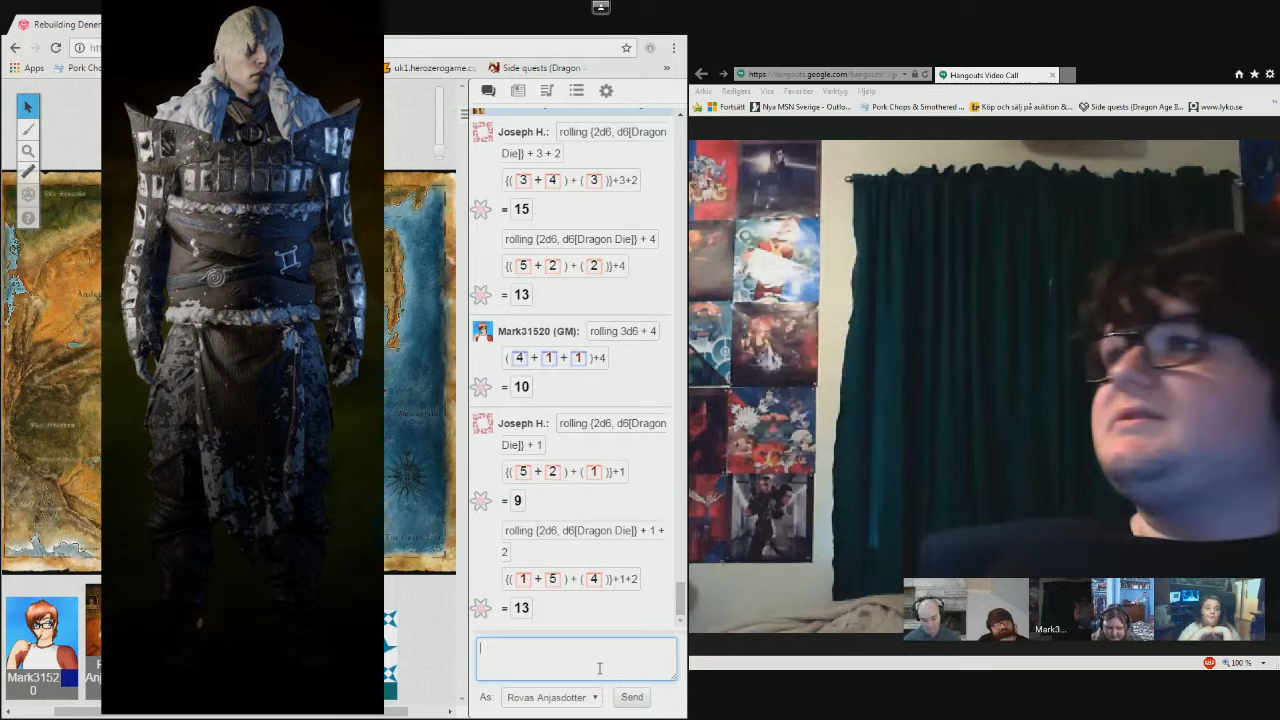 Rebuilding Dener
Apps
Pork Cho
uk1.herozerogame.co
Side quests (Dragon
»
Joseph H.: rolling {2d6, d6[Dragon
Die]} + 3 + 2
{( 3 + 4 ) + ( 3 )}+3+2
= 15
rolling {2d6, d6[Dragon Die]} + 4
{( 5 + 2 ) + ( 2 )}+4
= 13
Mark31520 (GM): rolling 3d6 + 4
( 4 + 1 + 1 )+4
= 10
Joseph H.: rolling {2d6, d6[Dragon
Die]} + 1
{( 5 + 2 ) + ( 1 )}+1
= 9
rolling {2d6, d6[Dragon Die]} + 1 +
2
{( 1 + 5 ) + ( 4 )}+1+2
= 13
As: Rovas Anjasdotter Send
Mark3152
0
https://hangouts.google.com/hangouts/_/g
Hangouts Video Call
Arkiv Redigera Visa Favoriter Verktyg Hjälp
Fortsätt Nya MSN Sverige - Outlo... Pork Chops & Smothered ... Köp och sälj på auktion &... Side quests (Dragon Age II... www.lyko.se
Mark3...
ABP 100 %